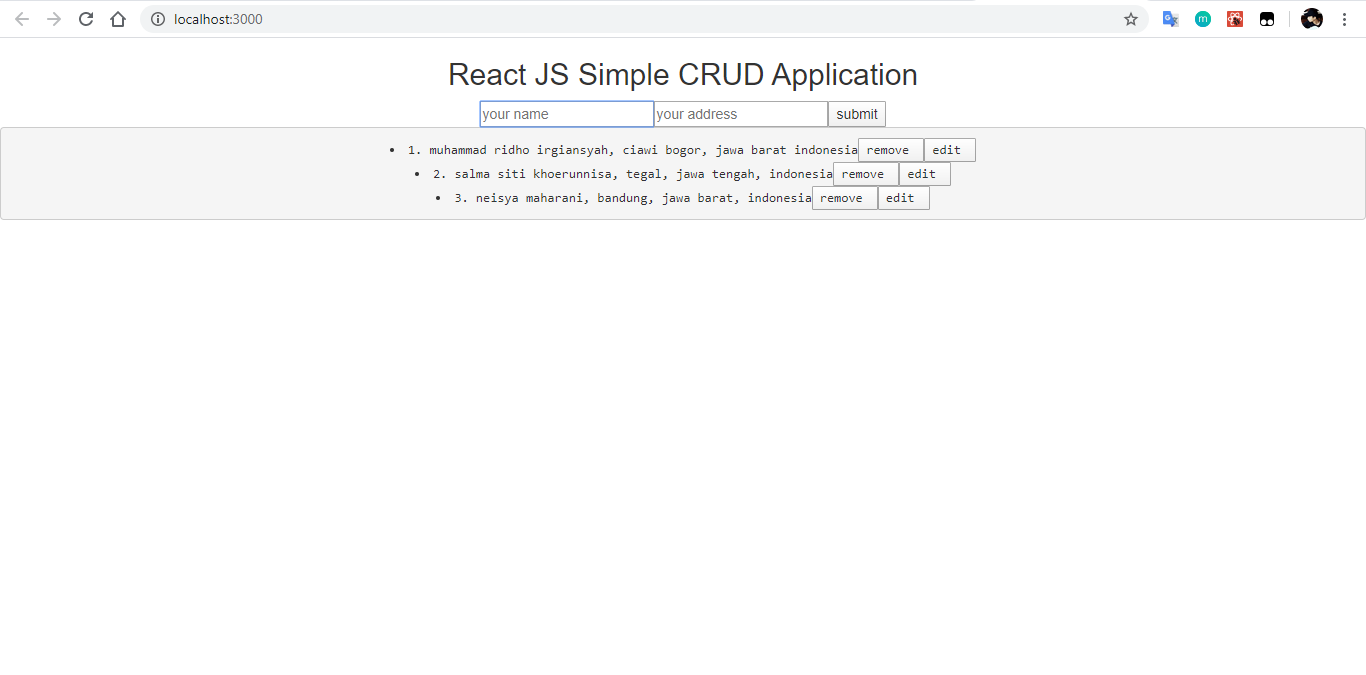 localhost:3000
React JS Simple CRUD Application
your name your address submit
1. muhammad ridho irgiansyah, ciawi bogor, jawa barat indonesia remove edit
2. salma siti khoerunnisa, tegal, jawa tengah, indonesia remove edit
3. neisya maharani, bandung, jawa barat, indonesia remove edit